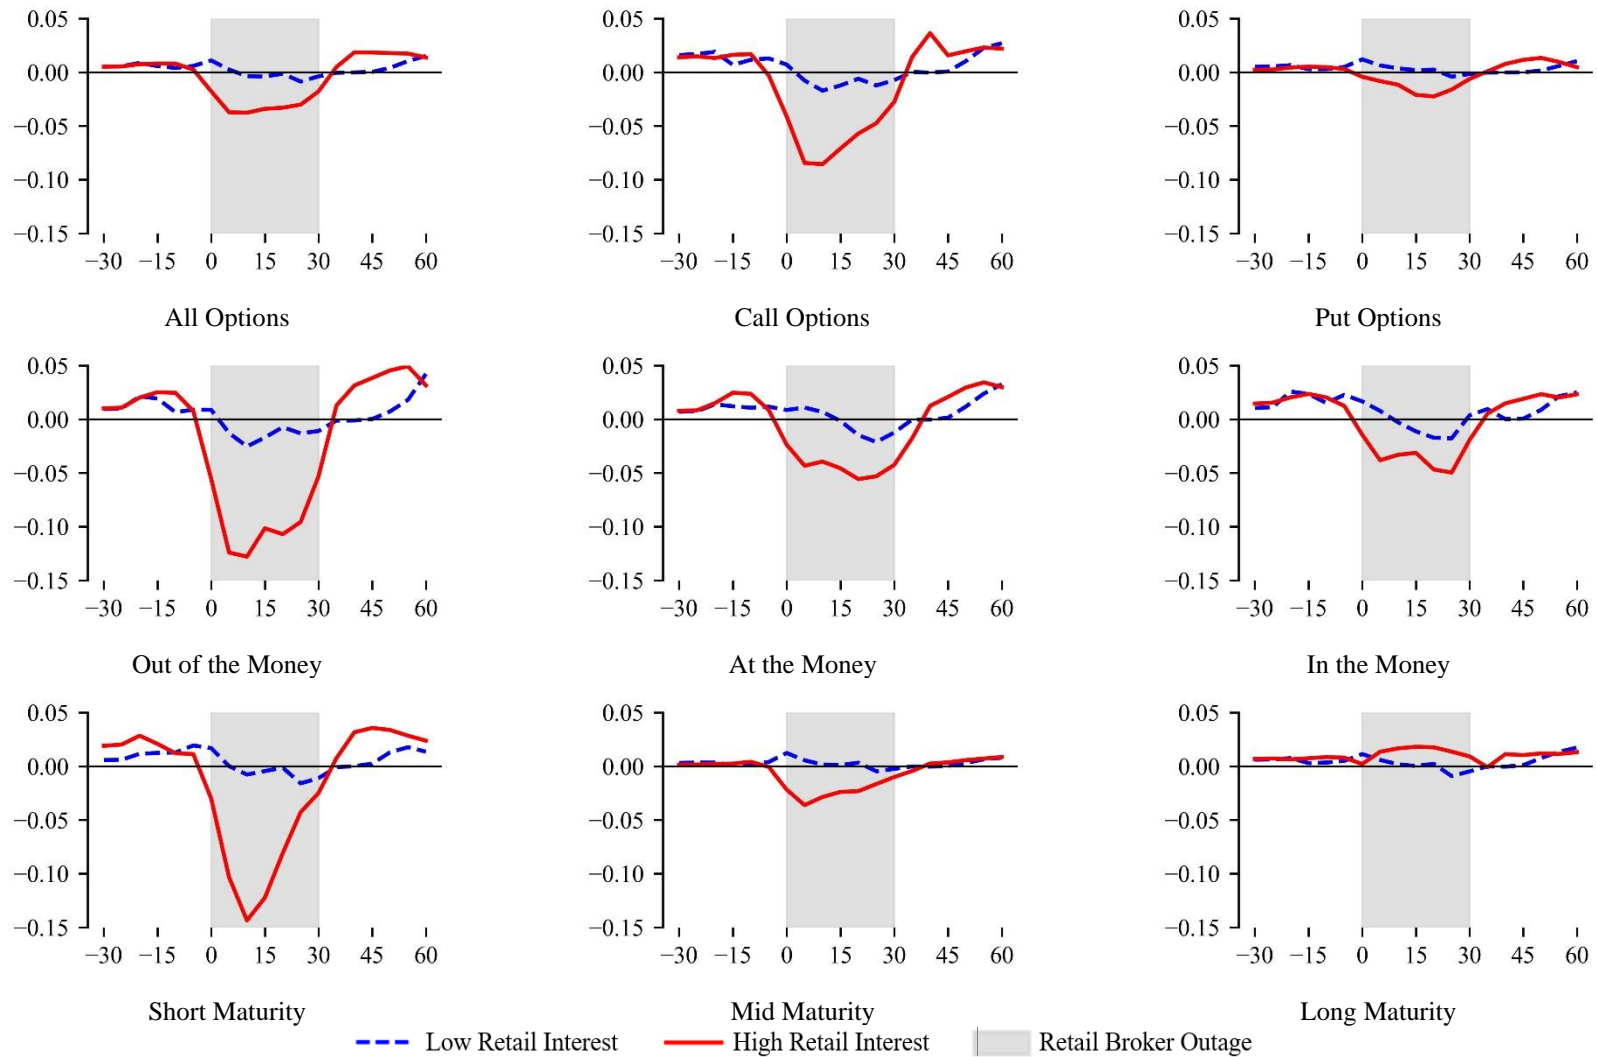 0.05 0.05 0.05
0.00 0.00 0.00
−0.05 −0.05 −0.05
−0.10 −0.10 −0.10
−0.15 −0.15 −0.15
−30 −15 0 15 30 45 60 −30 −15 0 15 30 45 60 −30 −15 0 15 30 45 60
All Options Call Options Put Options
0.05 0.05 0.05
0.00 0.00 0.00
−0.05 −0.05 −0.05
−0.10 −0.10 −0.10
−0.15 −0.15 −0.15
−30 −15 0 15 30 45 60 −30 −15 0 15 30 45 60 −30 −15 0 15 30 45 60
Out of the Money At the Money In the Money
0.05 0.05 0.05
0.00 0.00 0.00
−0.05 −0.05 −0.05
−0.10 −0.10 −0.10
−0.15 −0.15 −0.15
−30 −15 0 15 30 45 60 −30 −15 0 15 30 45 60 −30 −15 0 15 30 45 60
Short Maturity Mid Maturity Long Maturity
Low Retail Interest High Retail Interest Retail Broker Outage